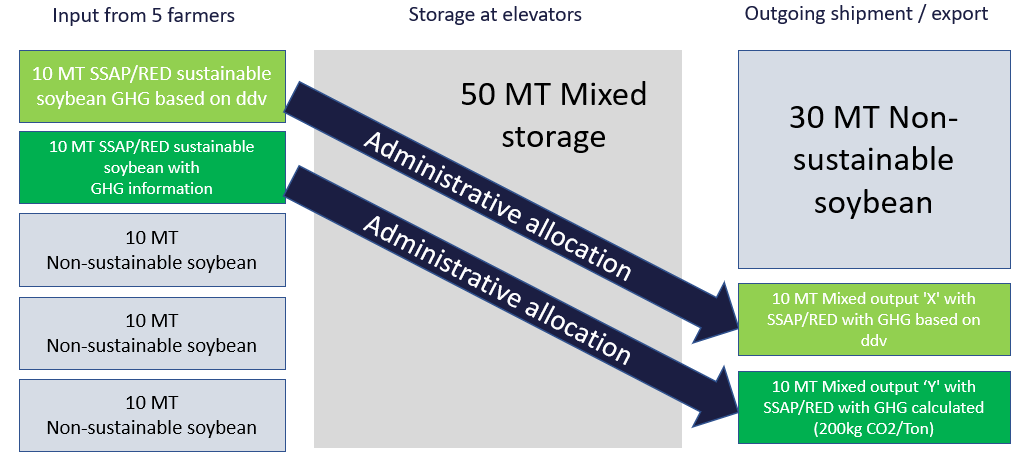 Input from 5 farmers
Storage at elevators
Outgoing shipment / export
10 MT SSAP/RED sustainable
soybean GHG based on ddv
10 MT SSAP/RED sustainable
soybean with
GHG information
10 MT
Non-sustainable soybean
10 MT
Non-sustainable soybean
10 MT
Non-sustainable soybean
50 MT Mixed
storage
Administrative allocation
Administrative allocation
30 MT Non-
sustainable
soybean
10 MT Mixed output 'X' with
SSAP/RED with GHG based on
ddv
10 MT Mixed output ‘Y' with
SSAP/RED with GHG calculated
(200kg CO2/Ton)